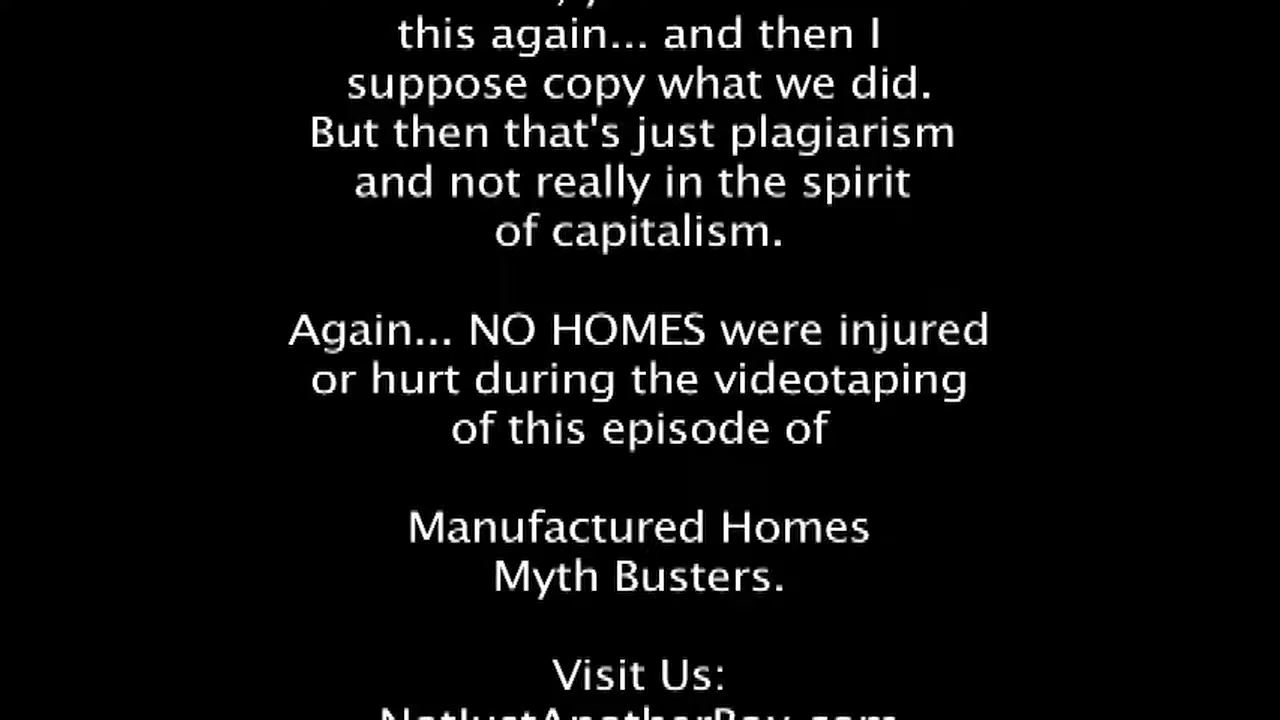 this again... and then I
suppose copy what we did.
But then that's just plagiarism
and not really in the spirit
of capitalism.
Again... NO HOMES were injured
or hurt during the videotaping
of this episode of
Manufactured Homes
Myth Busters.
Visit Us:
NotJustAnotherBox.com